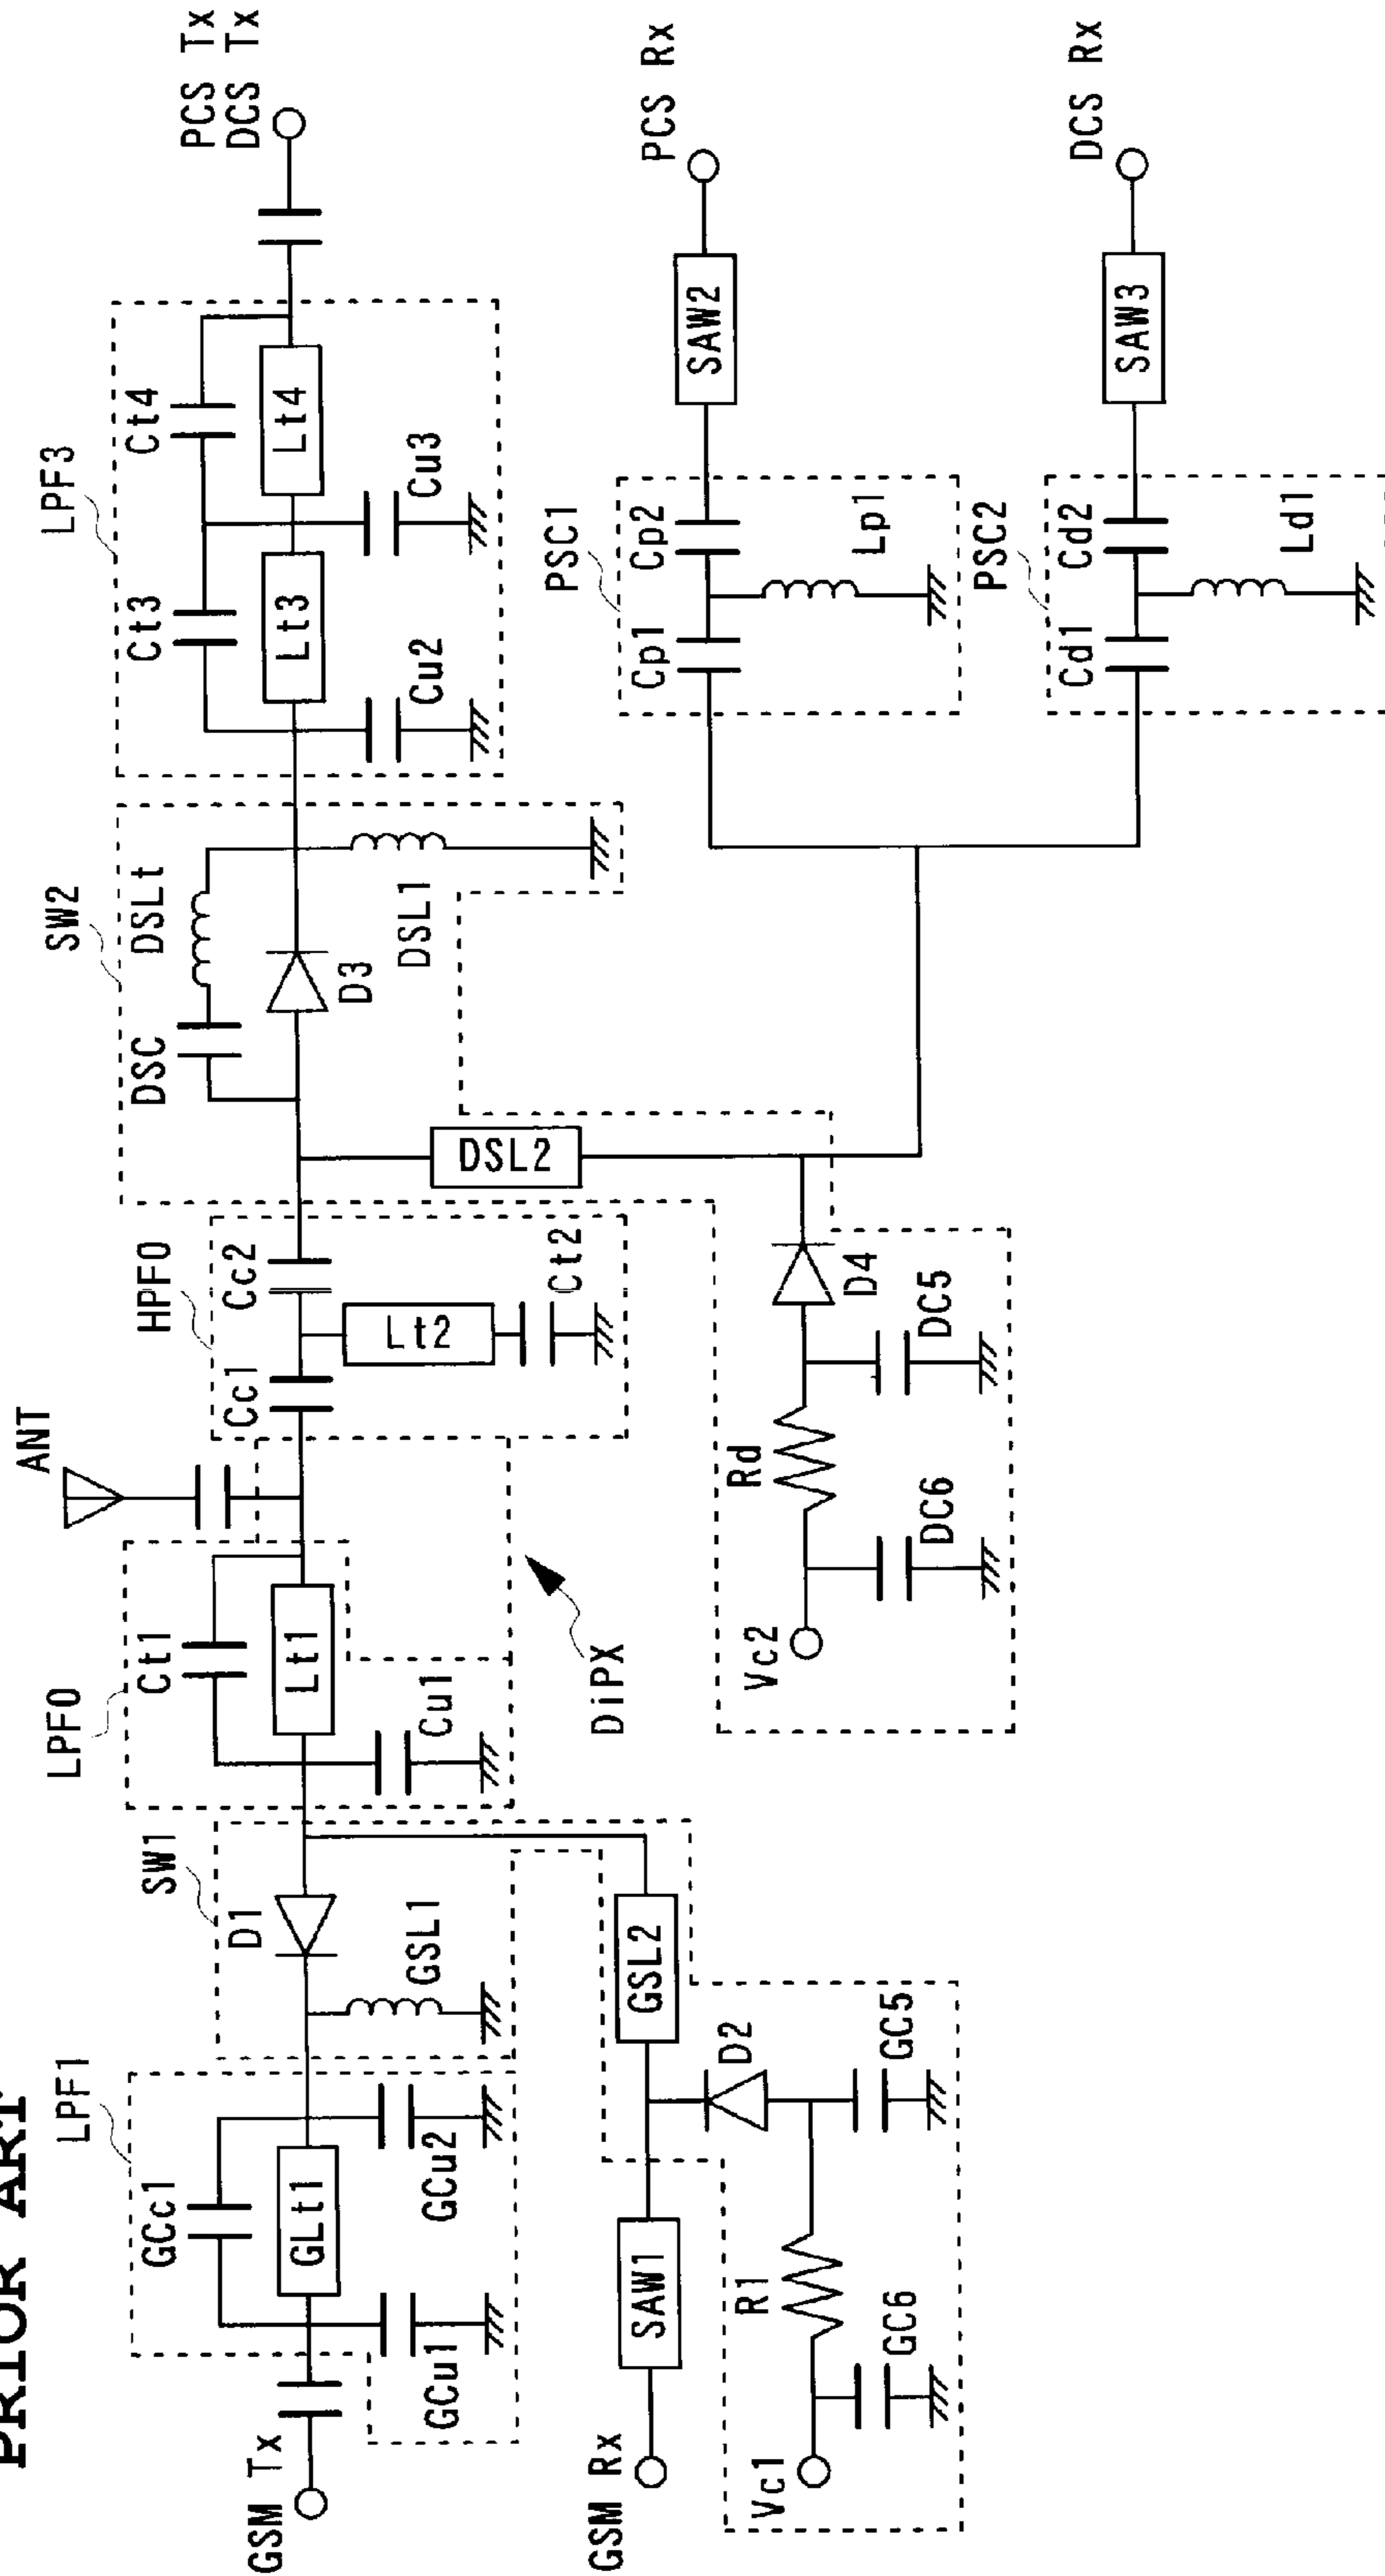 PRIOR ART
PCS Tx
DCS Tx
LPF3
Ct3
Ct4
Lt3
Lt4
Cu2
Cu3
SW2
DSC
DSLt
D3
DSL1
DSL2
HPF0
Cc1
Cc2
Lt2
Ct2
ANT
LPF0
Ct1
Lt1
Cu1
DiPX
SW1
D1
GSL1
GSL2
LPF1
GCc1
GLt1
GCu1
GCu2
GSM Tx
PCS Rx
SAW2
PSC1
Cp1
Cp2
Lp1
DCS Rx
SAW3
PSC2
Cd1
Cd2
Ld1
D4
DC5
Rd
DC6
Vc2
GSM Rx
SAW1
D2
GC5
R1
GC6
Vc1